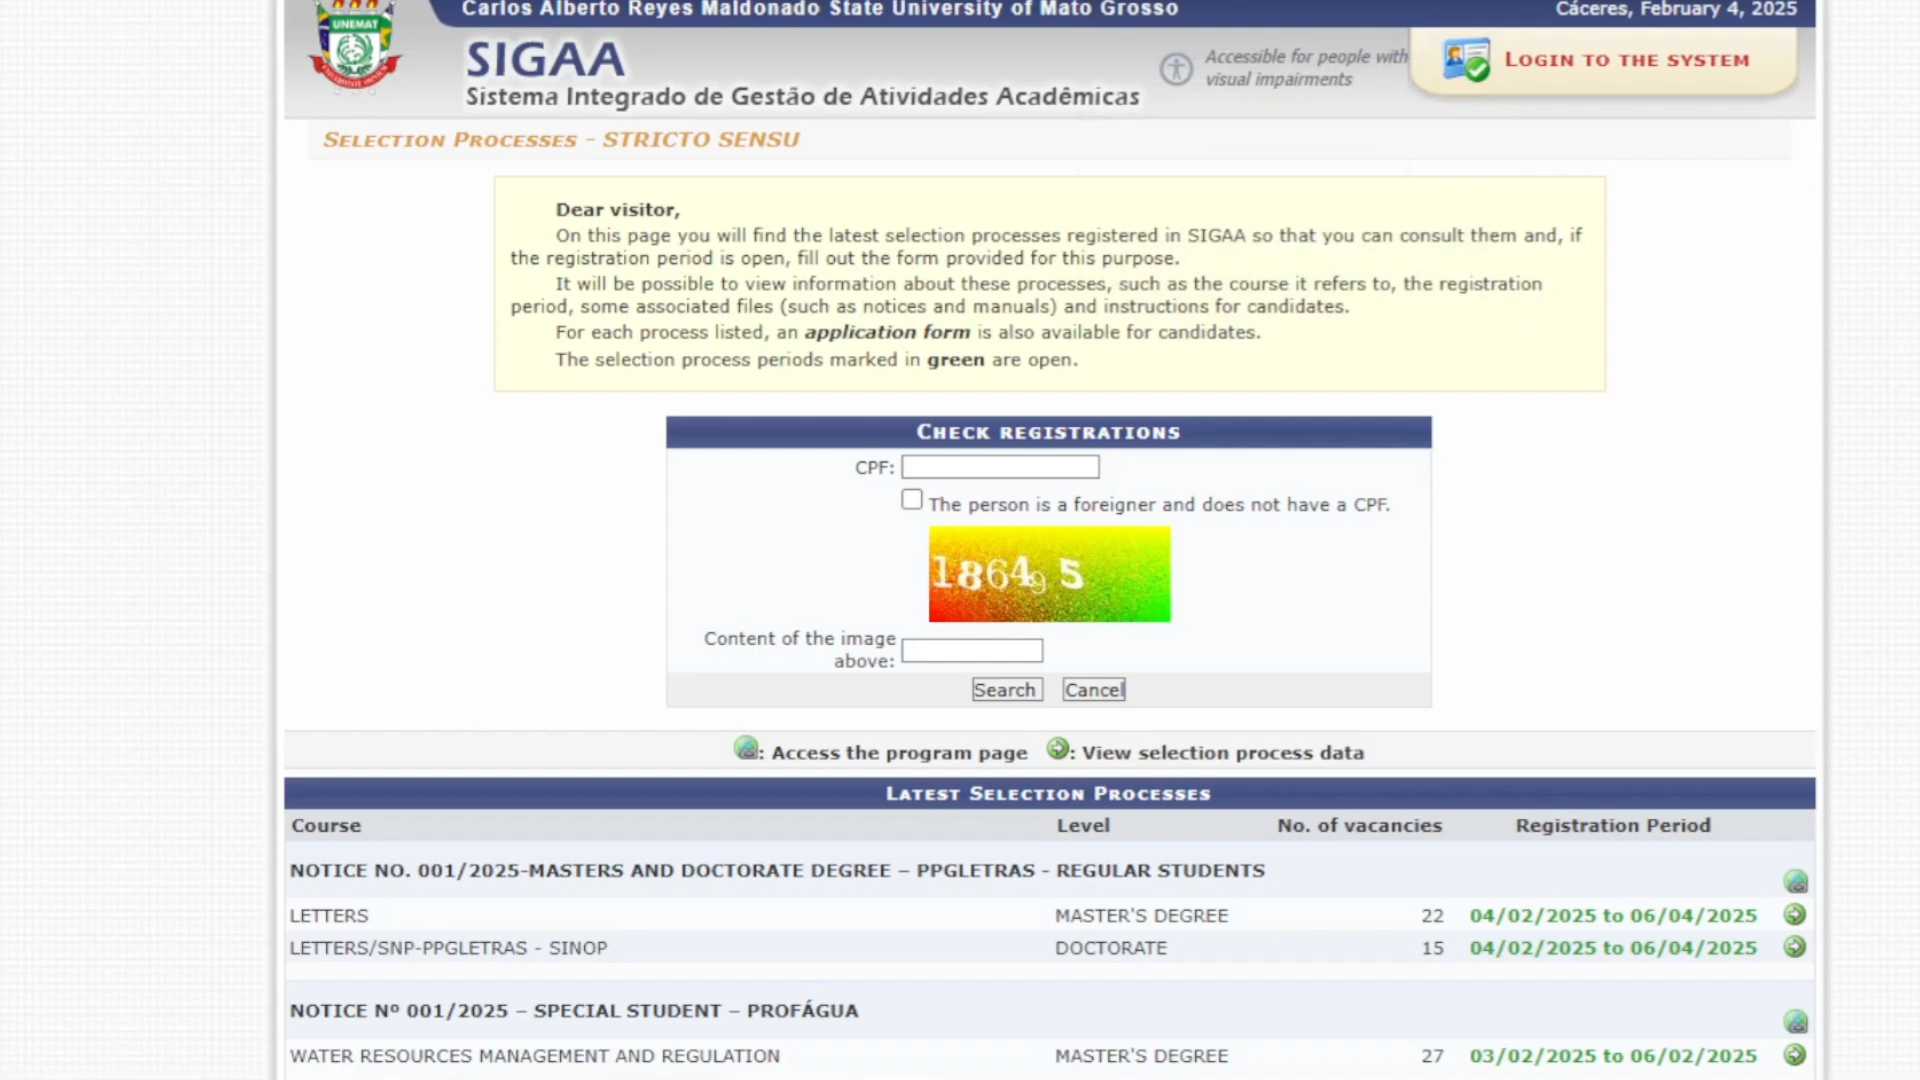 Carlos Alberto Reyes Maldonado State University of Mato Grosso
Cáceres, February 4, 2025
UNEMAT
SIGAA
Sistema Integrado de Gestão de Atividades Acadêmicas
Accessible for people with
visual impairments
LOGIN TO THE SYSTEM
SELECTION PROCESSES - STRICTO SENSU
Dear visitor,
On this page you will find the latest selection processes registered in SIGAA so that you can consult them and, if
the registration period is open, fill out the form provided for this purpose.
It will be possible to view information about these processes, such as the course it refers to, the registration
period, some associated files (such as notices and manuals) and instructions for candidates.
For each process listed, an application form is also available for candidates.
The selection process periods marked in green are open.
CHECK REGISTRATIONS
CPF:
The person is a foreigner and does not have a CPF.
186495
Content of the image
above:
Search Cancel
: Access the program page : View selection process data
LATEST SELECTION PROCESSES
Course Level No. of vacancies Registration Period
NOTICE NO. 001/2025-MASTERS AND DOCTORATE DEGREE – PPGLETRAS - REGULAR STUDENTS
LETTERS MASTER'S DEGREE 22 04/02/2025 to 06/04/2025
LETTERS/SNP-PPGLETRAS - SINOP DOCTORATE 15 04/02/2025 to 06/04/2025
NOTICE Nº 001/2025 – SPECIAL STUDENT – PROFÁGUA
WATER RESOURCES MANAGEMENT AND REGULATION MASTER'S DEGREE 27 03/02/2025 to 06/02/2025